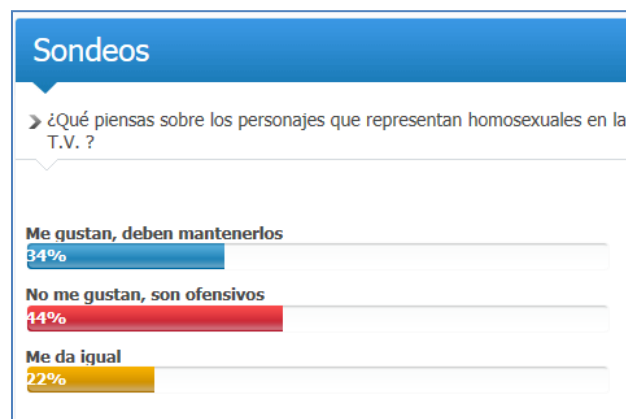 Sondeos
¿Qué piensas sobre los personajes que representan homosexuales en la
T.V. ?
Me gustan, deben mantenerlos
34%
No me gustan, son ofensivos
44%
Me da igual
22%